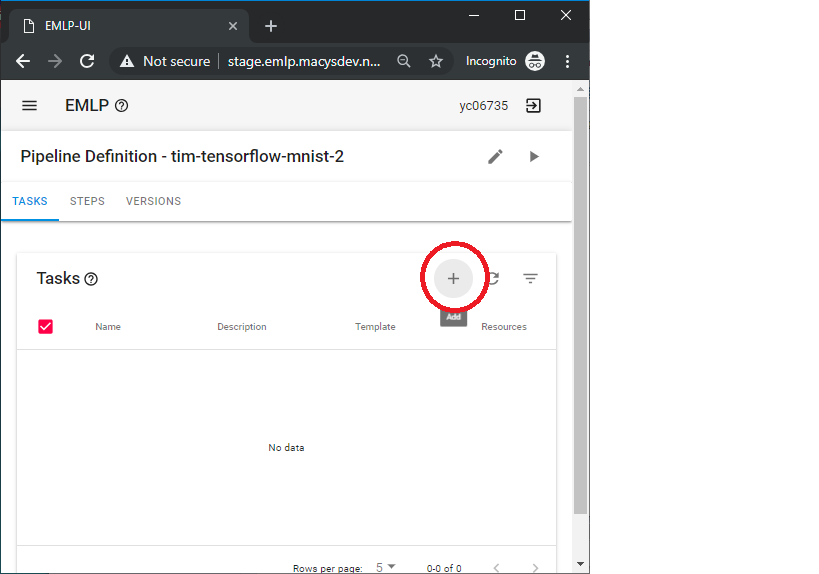 EMLP-UI
Not secure
stage.emlp.macysdev.n...
Incognito
EMLP
yc06735
Pipeline Definition - tim-tensorflow-mnist-2
TASKS STEPS VERSIONS
Tasks
Add
Name Description Template Resources
No data
Rows per page: 5 0-0 of 0